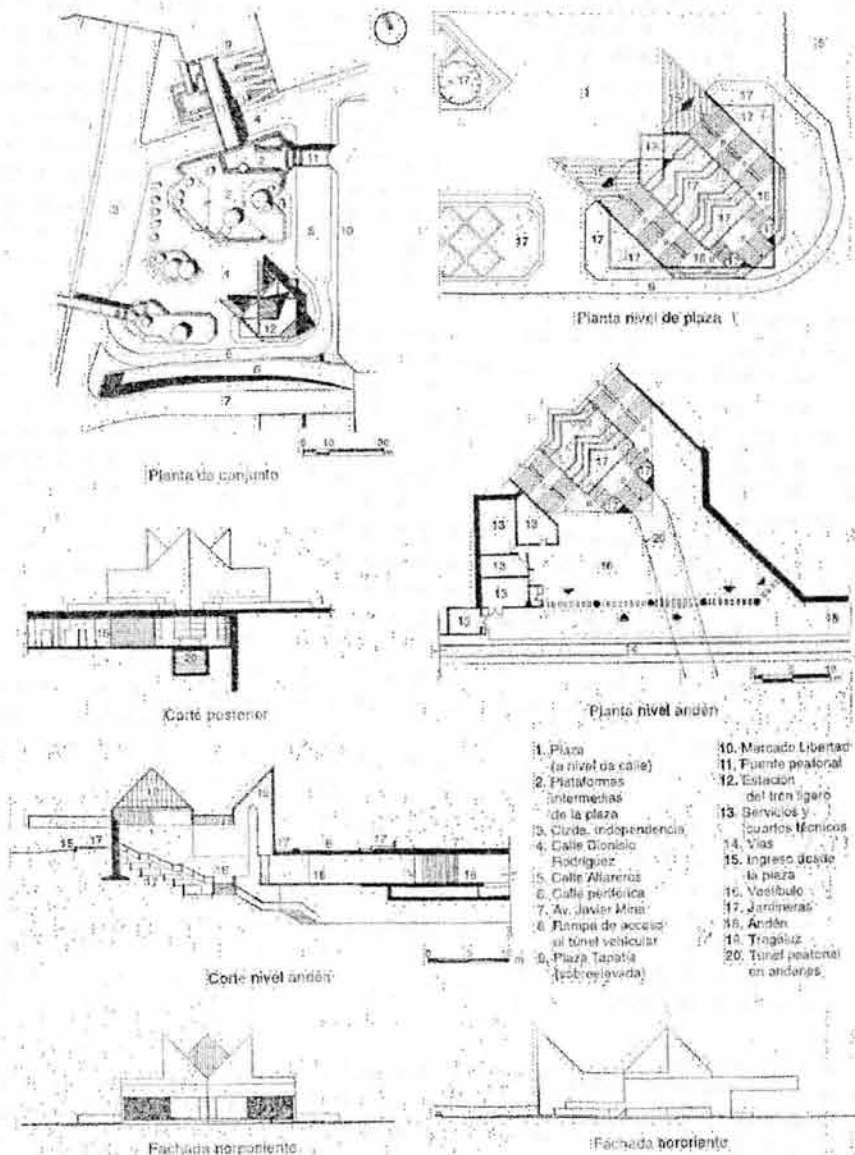 Planta de conjunto
Planta nivel de plaza
Corte posterior
Planta nivel andén
Corte nivel andén
1. Plaza
(a nivel de calle)
2. Plataformas
intermedias
de la plaza
3. Clzda. Independencia
4. Calle Dionisio
Rodríguez
5. Calle Alfareros
6. Calle periférica
7. Av. Javier Mina
8. Rampa de acceso
al túnel vehicular
9. Plaza Tapatía
(sobreelevada)
10. Mercado Libertad
11. Puente peatonal
12. Estación
del tren ligero
13. Servicios y
cuartos técnicos
14. Vías
15. Ingreso desde
la plaza
16. Vestíbulo
17. Jardineras
18. Andén
19. Tragaluz
20. Túnel peatonal
en andenes
Fachada norponiente
Fachada nororiente